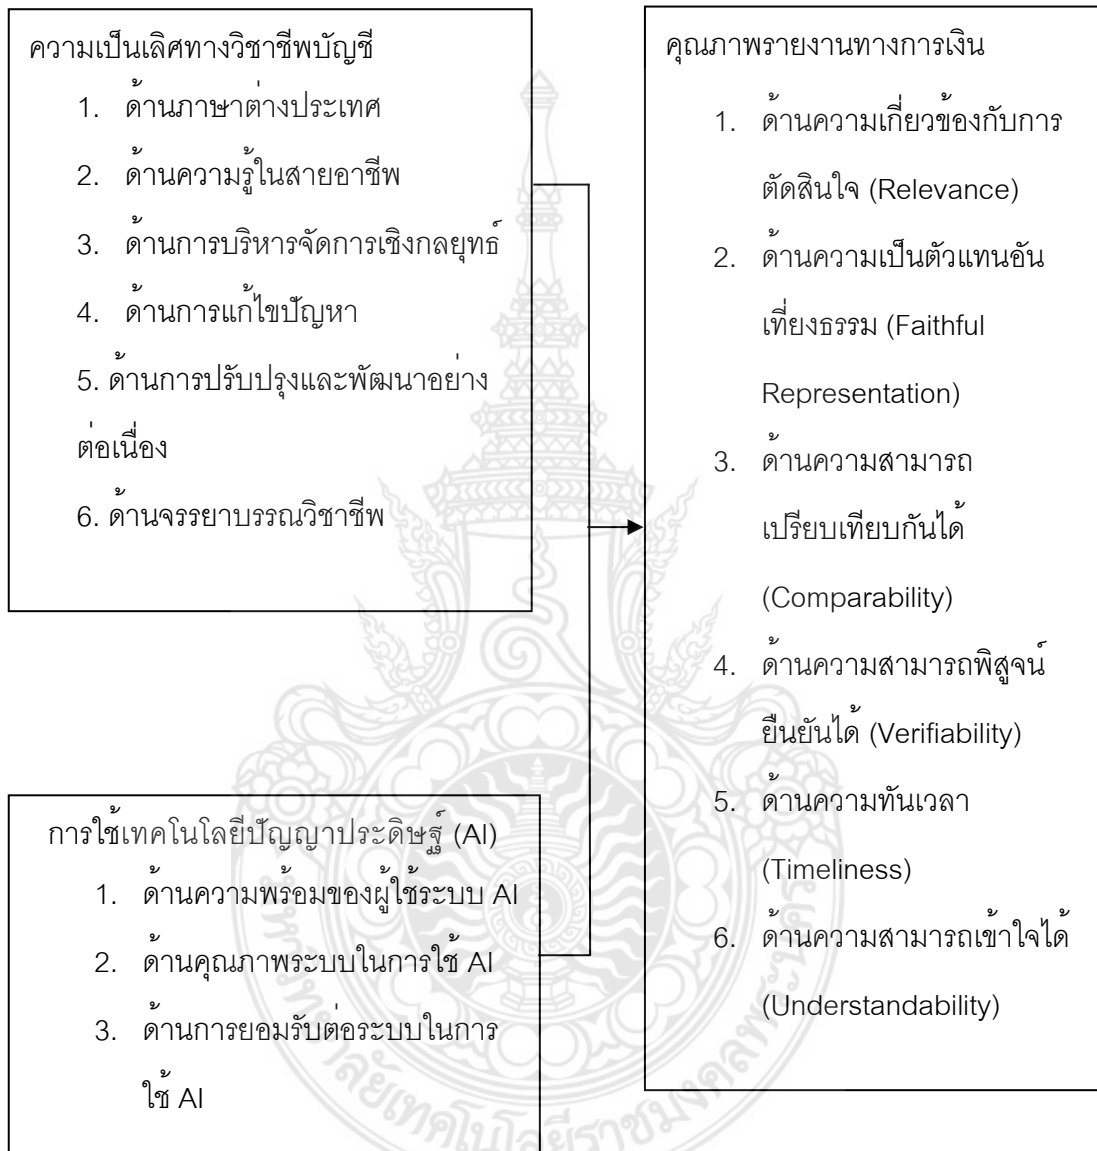 ความเป็นเลิศทางวิชาชีพบัญชี
1. ด้านภาษาต่างประเทศ
2. ด้านความรู้ในสายอาชีพ
3. ด้านการบริหารจัดการเชิงกลยุทธ์
4. ด้านการแก้ไขปัญหา
5. ด้านการปรับปรุงและพัฒนาอย่าง
ต่อเนื่อง
6. ด้านจรรยาบรรณวิชาชีพ
การใช้เทคโนโลยีปัญญาประดิษฐ์ (AI)
1. ด้านความพร้อมของผู้ใช้ระบบ AI
2. ด้านคุณภาพระบบในการใช้ AI
3. ด้านการยอมรับต่อระบบในการ
ใช้ AI
คุณภาพรายงานทางการเงิน
1. ด้านความเกี่ยวข้องกับการ
ตัดสินใจ (Relevance)
2. ด้านความเป็นตัวแทนอัน
เที่ยงธรรม (Faithful
Representation)
3. ด้านความสามารถ
เปรียบเทียบกันได้
(Comparability)
4. ด้านความสามารถพิสูจน์
ยืนยันได้ (Verifiability)
5. ด้านความทันเวลา
(Timeliness)
6. ด้านความสามารถเข้าใจได้
(Understandability)